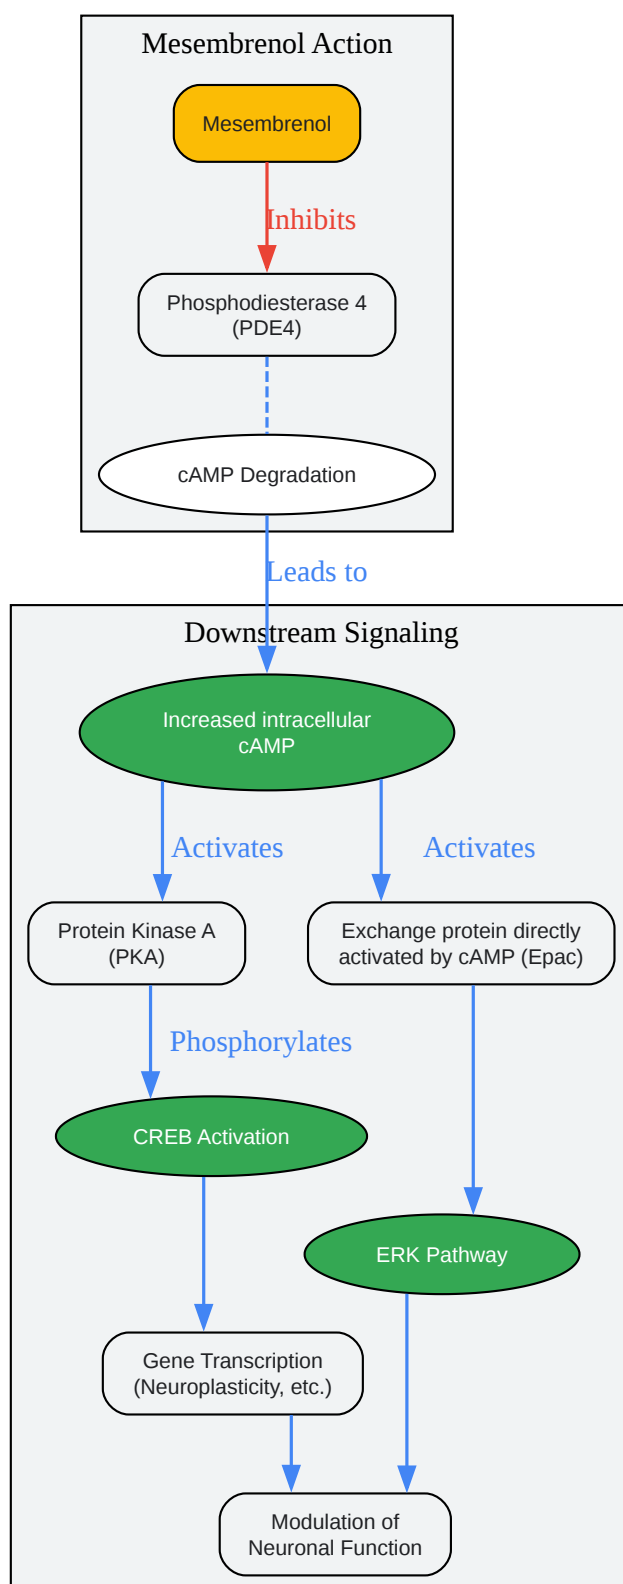 Mesembrenol Action
Mesembrenol
Inhibits
Phosphodiesterase 4
(PDE4)
cAMP Degradation
Leads to
Downstream Signaling
Increased intracellular
cAMP
Activates
Activates
Protein Kinase A
(PKA)
Exchange protein directly
activated by cAMP (Epac)
Phosphorylates
CREB Activation
ERK Pathway
Gene Transcription
(Neuroplasticity, etc.)
Modulation of
Neuronal Function